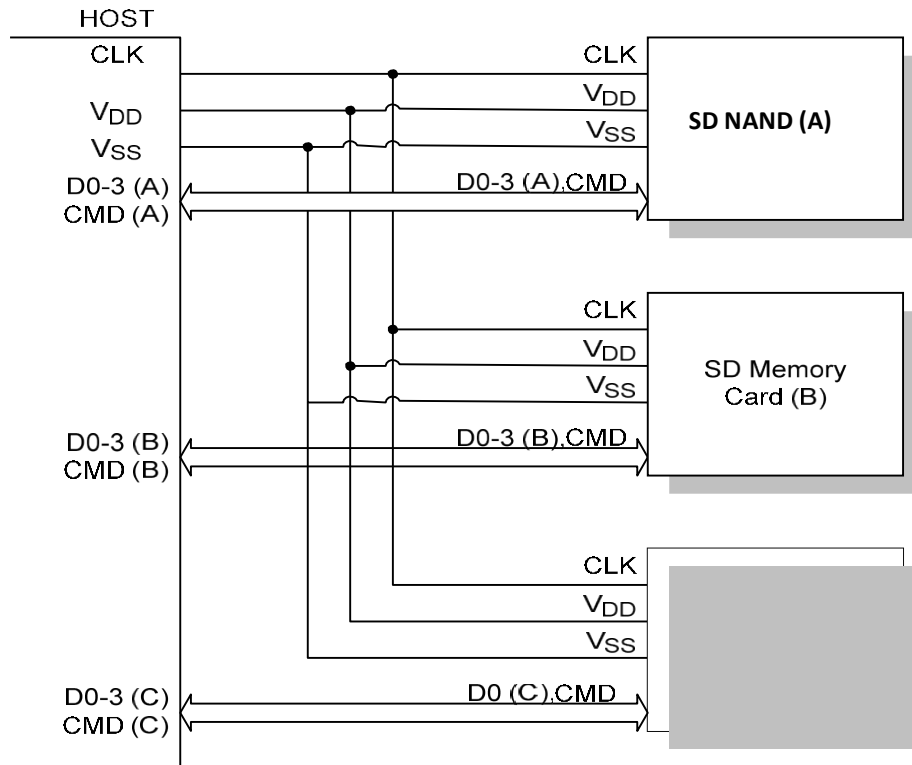 HOST
CLK
CLK
VDD
VDD
VSS
VSS
SD NAND (A)
D0-3 (A)
CMD (A)
D0-3 (A),CMD
CLK
VDD
VSS
SD Memory
Card (B)
D0-3 (B)
CMD (B)
D0-3 (B),CMD
CLK
VDD
VSS
D0-3 (C)
CMD (C)
D0 (C),CMD